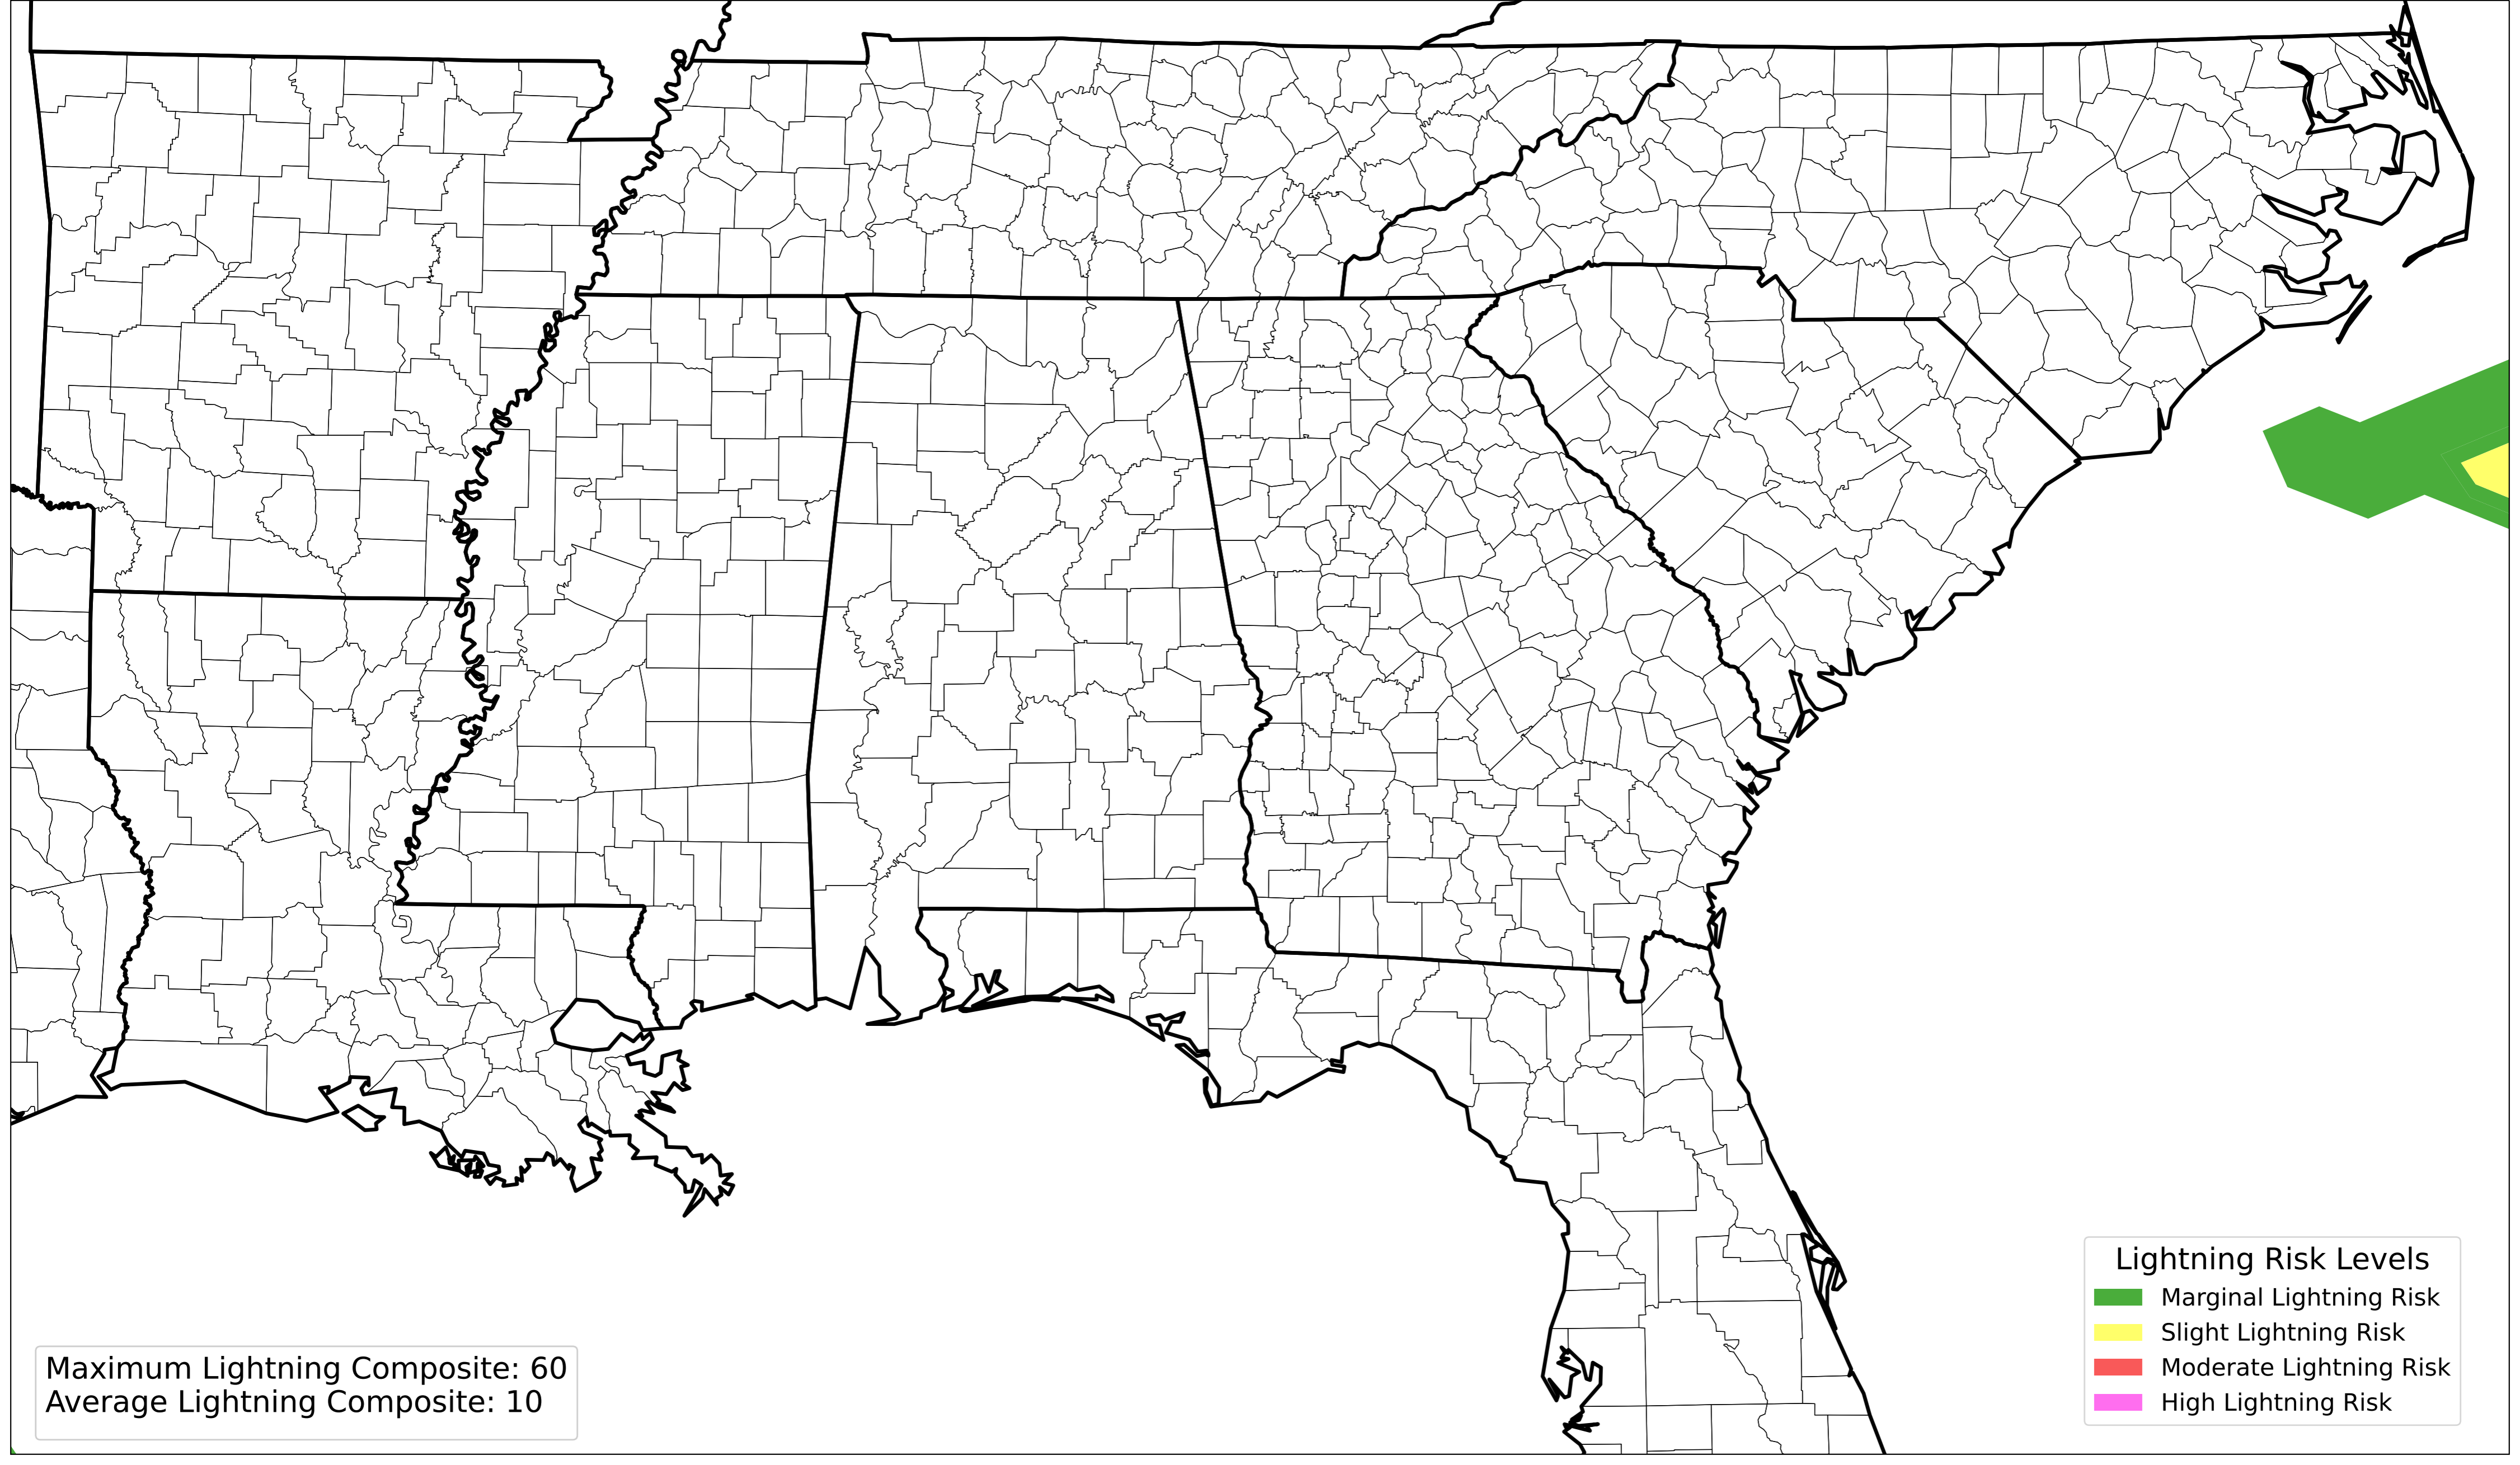 Maximum Lightning Composite: 60
Average Lightning Composite: 10
Lightning Risk Levels
Marginal Lightning Risk
Slight Lightning Risk
Moderate Lightning Risk
High Lightning Risk